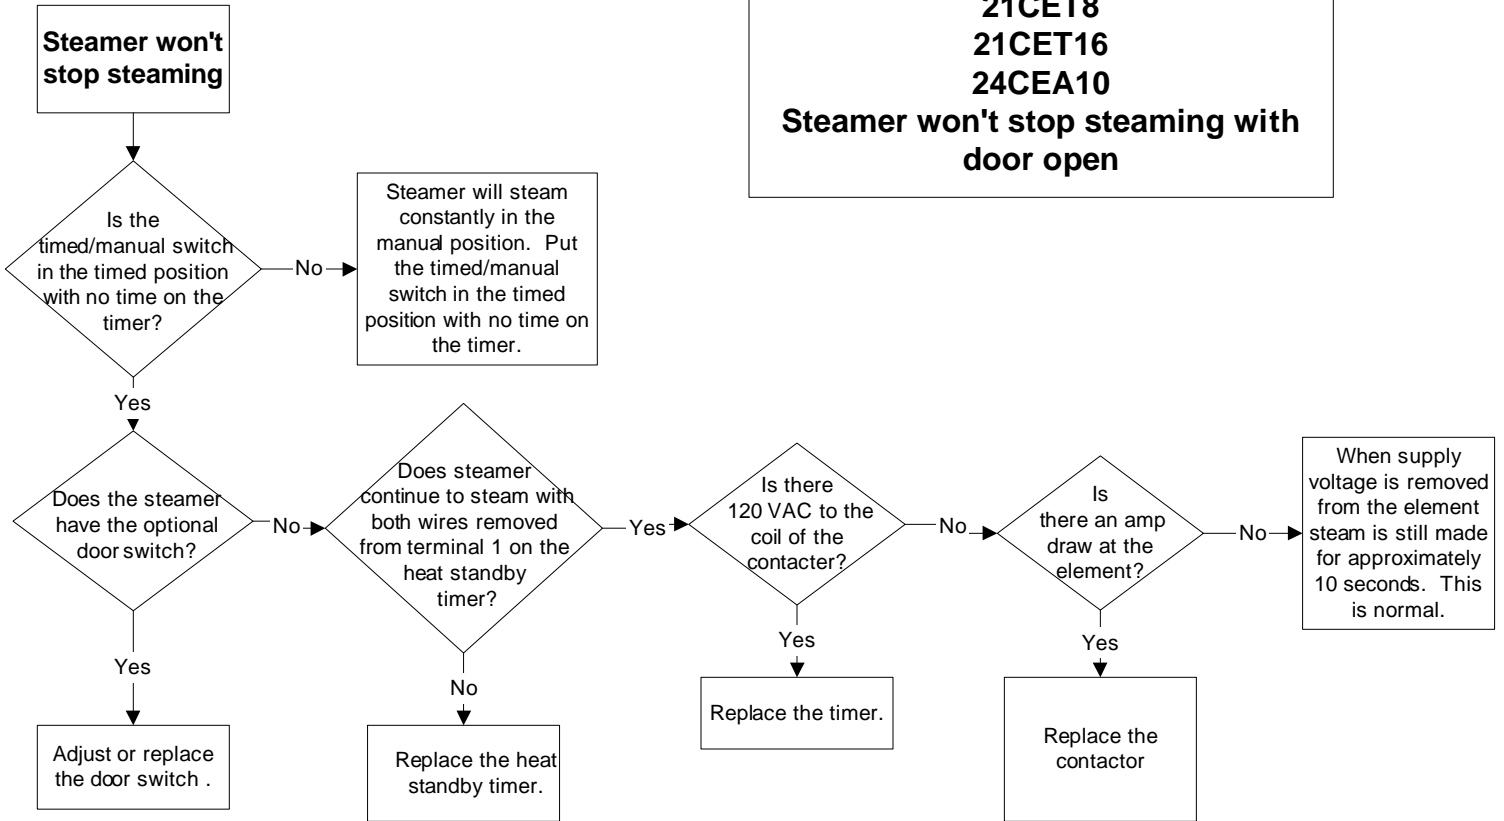 21CET8
21CET16
24CEA10
Steamer won't stop steaming with
door open
Steamer won't
stop steaming
Is the
timed/manual switch
in the timed position
with no time on the
timer?
No
Steamer will steam
constantly in the
manual position. Put
the timed/manual
switch in the timed
position with no time on
the timer.
Yes
Does the steamer
have the optional
door switch?
No
Does steamer
continue to steam with
both wires removed
from terminal 1 on the
heat standby
timer?
Yes
Is there
120 VAC to the
coil of the
contacter?
No
Is
there an amp
draw at the
element?
No
When supply
voltage is removed
from the element
steam is still made
for approximately
10 seconds. This
is normal.
Yes
Adjust or replace
the door switch .
No
Replace the heat
standby timer.
Yes
Replace the timer.
Yes
Replace the
contactor